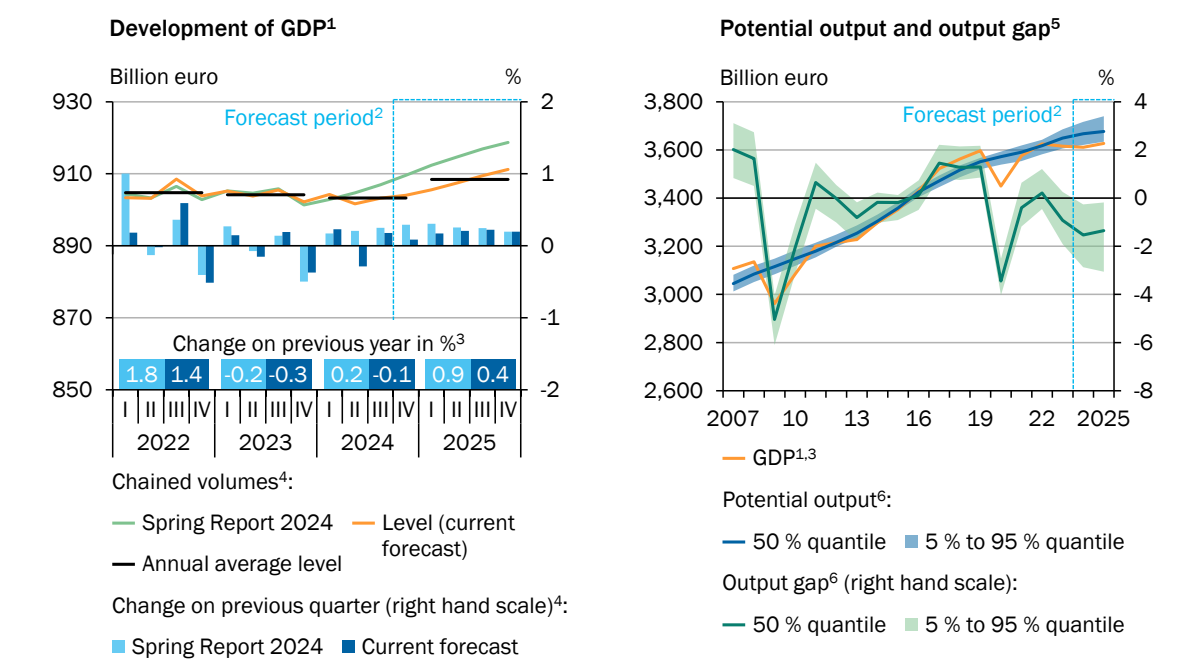 Development of GDP¹
Billion euro %
930 2
Forecast period²
910 1
890 0
870 -1
Change on previous year in %³
1.8 1.4 -0.2 -0.3 0.2 -0.1 0.9 0.4
850 -2
I II III IV I II III IV I II III IV I II III IV
2022 2023 2024 2025
Chained volumes⁴:
Spring Report 2024 Level (current
forecast)
Annual average level
Change on previous quarter (right hand scale)⁴:
Spring Report 2024 Current forecast
Potential output and output gap⁵
Billion euro %
3,800 4
Forecast period²
3,600 2
3,400 0
3,200 -2
3,000 -4
2,800 -6
2,600 -8
2007 10 13 16 19 22 2025
GDP¹,³
Potential output⁶:
50 % quantile 5 % to 95 % quantile
Output gap⁶ (right hand scale):
50 % quantile 5 % to 95 % quantile